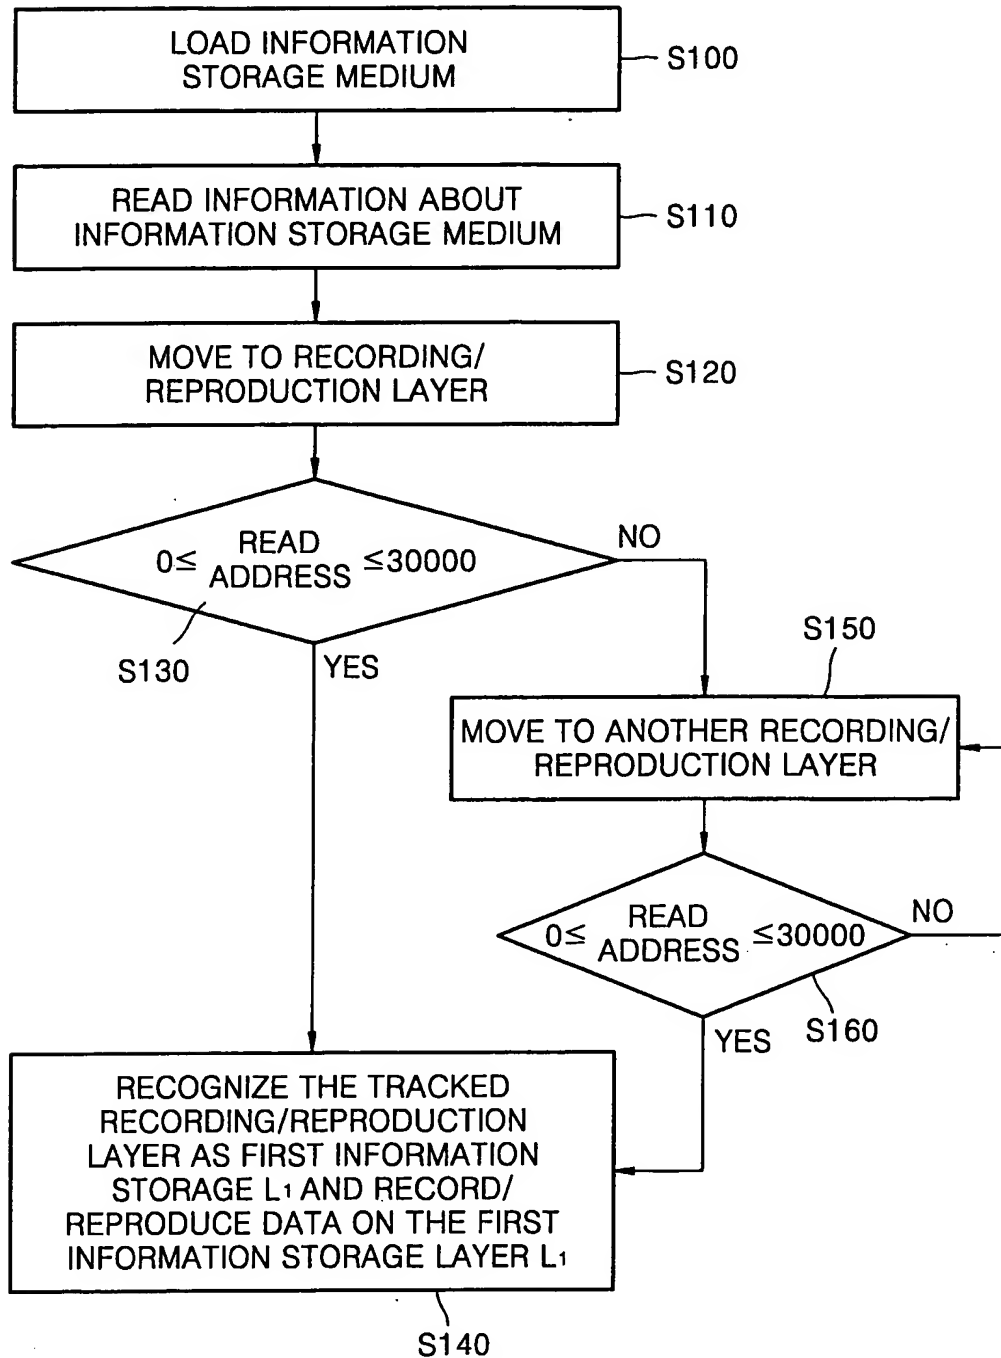 LOAD INFORMATION
STORAGE MEDIUM
S100
READ INFORMATION ABOUT
INFORMATION STORAGE MEDIUM
S110
MOVE TO RECORDING/
REPRODUCTION LAYER
S120
0≤ READ ADDRESS ≤30000
NO
S130
YES
S150
MOVE TO ANOTHER RECORDING/
REPRODUCTION LAYER
0≤ READ ADDRESS ≤30000
NO
S160
YES
RECOGNIZE THE TRACKED
RECORDING/REPRODUCTION
LAYER AS FIRST INFORMATION
STORAGE L1 AND RECORD/
REPRODUCE DATA ON THE FIRST
INFORMATION STORAGE LAYER L1
S140